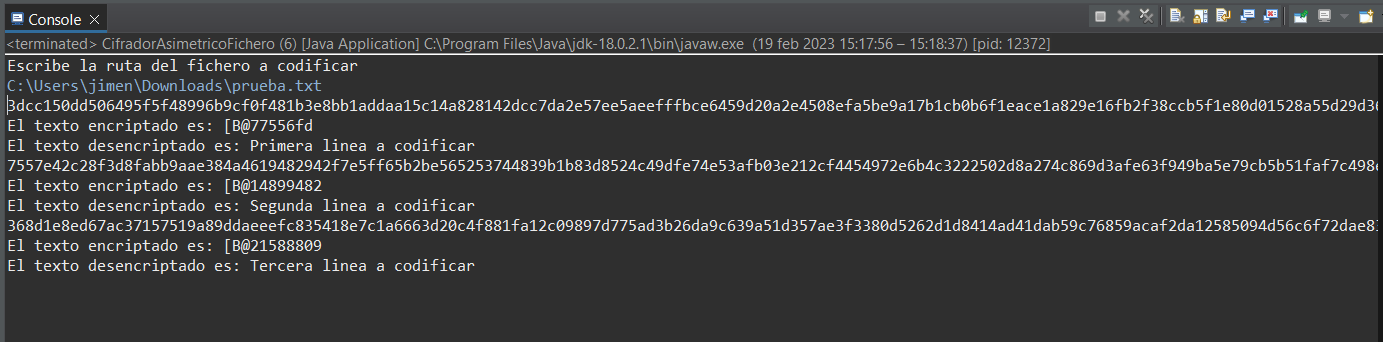 Console
<terminated> CifradorAsimetricoFichero (6) [Java Application] C:\Program Files\Java\jdk-18.0.2.1\bin\javaw.exe (19 feb 2023 15:17:56 – 15:18:37) [pid: 12372]
Escribe la ruta del fichero a codificar
C:\Users\jimen\Downloads\prueba.txt
3dcc150dd506495f5f48996b9cf0f481b3e8bb1addaa15c14a828142dcc7da2e57ee5aeefffbce6459d20a2e4508efa5be9a17b1cb0b6f1eace1a829e16fb2f38ccb5f1e80d01528a55d29d30
El texto encriptado es: [B@77556fd
El texto desencriptado es: Primera linea a codificar
7557e42c28f3d8fabb9aae384a4619482942f7e5ff65b2be565253744839b1b83d8524c49dfe74e53afb03e212cf4454972e6b4c3222502d8a274c869d3afe63f949ba5e79cb5b51faf7c498e
El texto encriptado es: [B@14899482
El texto desencriptado es: Segunda linea a codificar
368d1e8ed67ac37157519a89ddaeeefc835418e7c1a6663d20c4f881fa12c09897d775ad3b26da9c639a51d357ae3f3380d5262d1d8414ad41dab59c76859acaf2da12585094d56c6f72dae83
El texto encriptado es: [B@21588809
El texto desencriptado es: Tercera linea a codificar